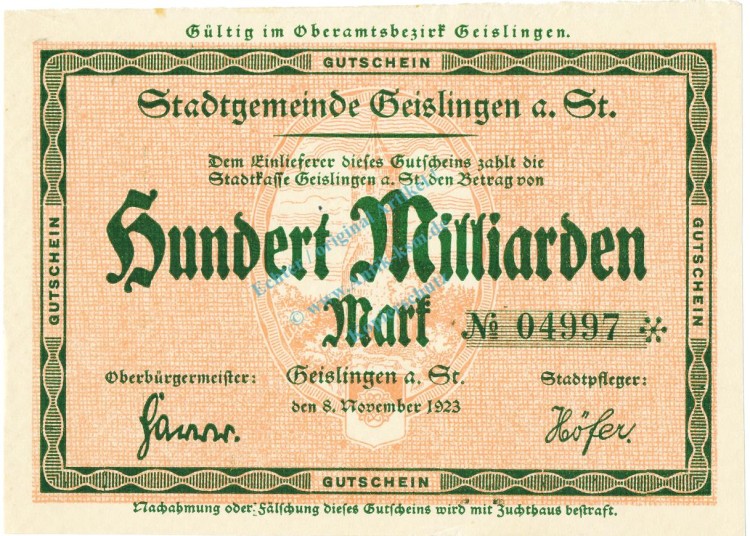 Gültig im Oberamtsbezirk Geislingen.
GUTSCHEIN
Stadtgemeinde Geislingen a. St.
Dem Einlieferer dieses Gutscheins zahlt die
Stadtkasse Geislingen a. St. den Betrag von
Hundert Milliarden
Mark
№ 04997
GUTSCHEIN
GUTSCHEIN
Oberbürgermeister:
Geislingen a. St.
Stadtpfleger:
den 8. November 1923
Höfer.
GUTSCHEIN
Nachahmung oder Fälschung dieses Gutscheins wird mit Zuchthaus bestraft.